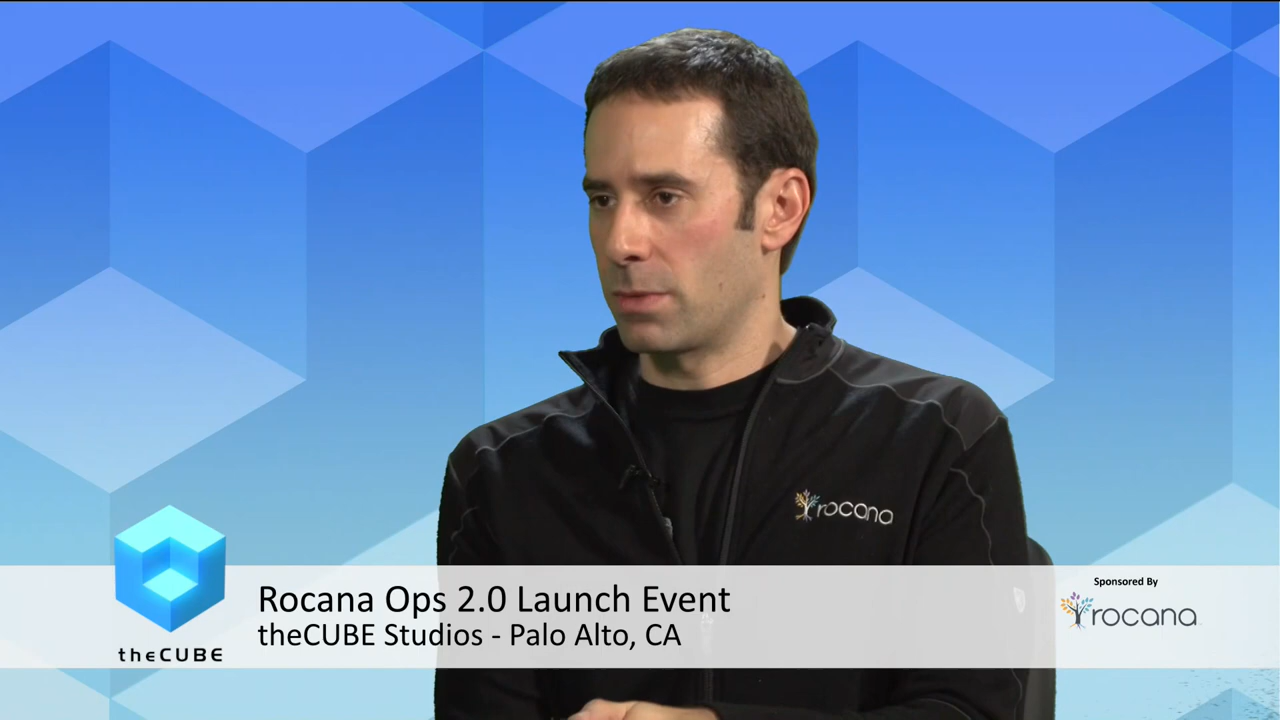 rocana
Rocana Ops 2.0 Launch Event
theCUBE Studios - Palo Alto, CA
theCUBE
Sponsored By
rocana